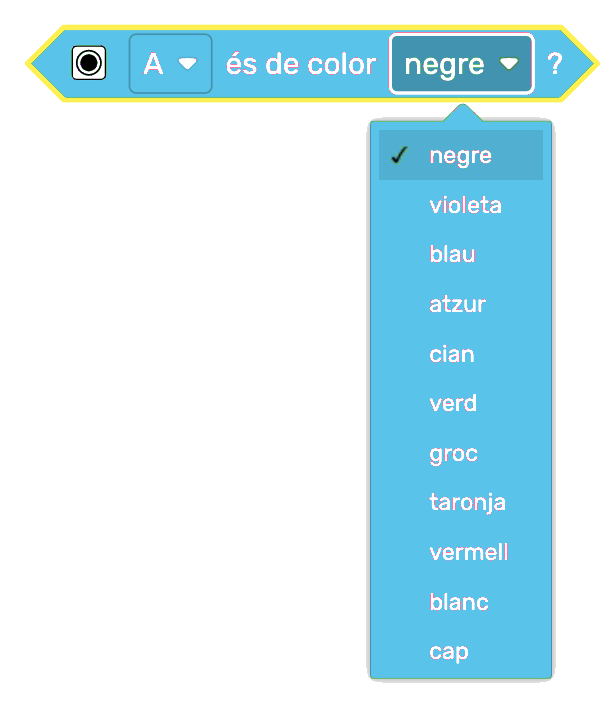 A és de color negre ?
negre
violeta
blau
atzur
cian
verd
groc
taronja
vermell
blanc
cap